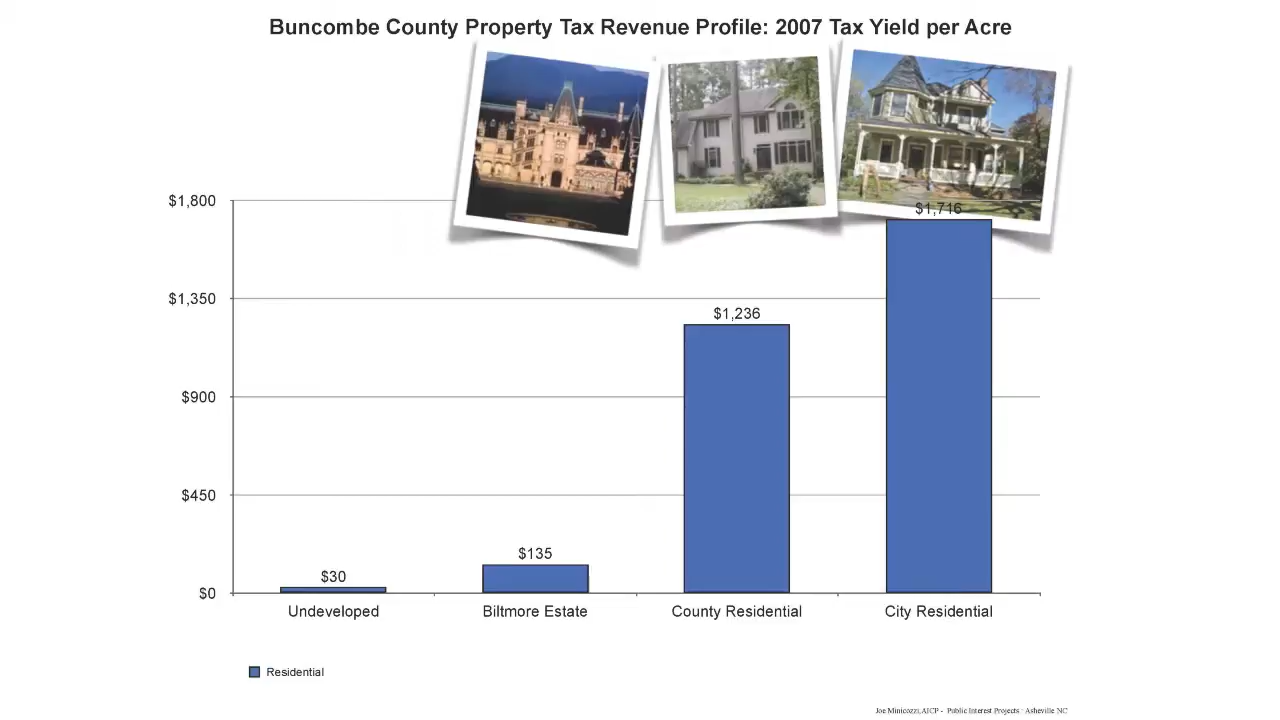 Buncombe County Property Tax Revenue Profile: 2007 Tax Yield per Acre
$1,800
$1,716
$1,350
$1,236
$900
$450
$135
$30
$0
Undeveloped
Biltmore Estate
County Residential
City Residential
Residential
Joe Minicozzi, AICP - Public Interest Projects : Asheville NC